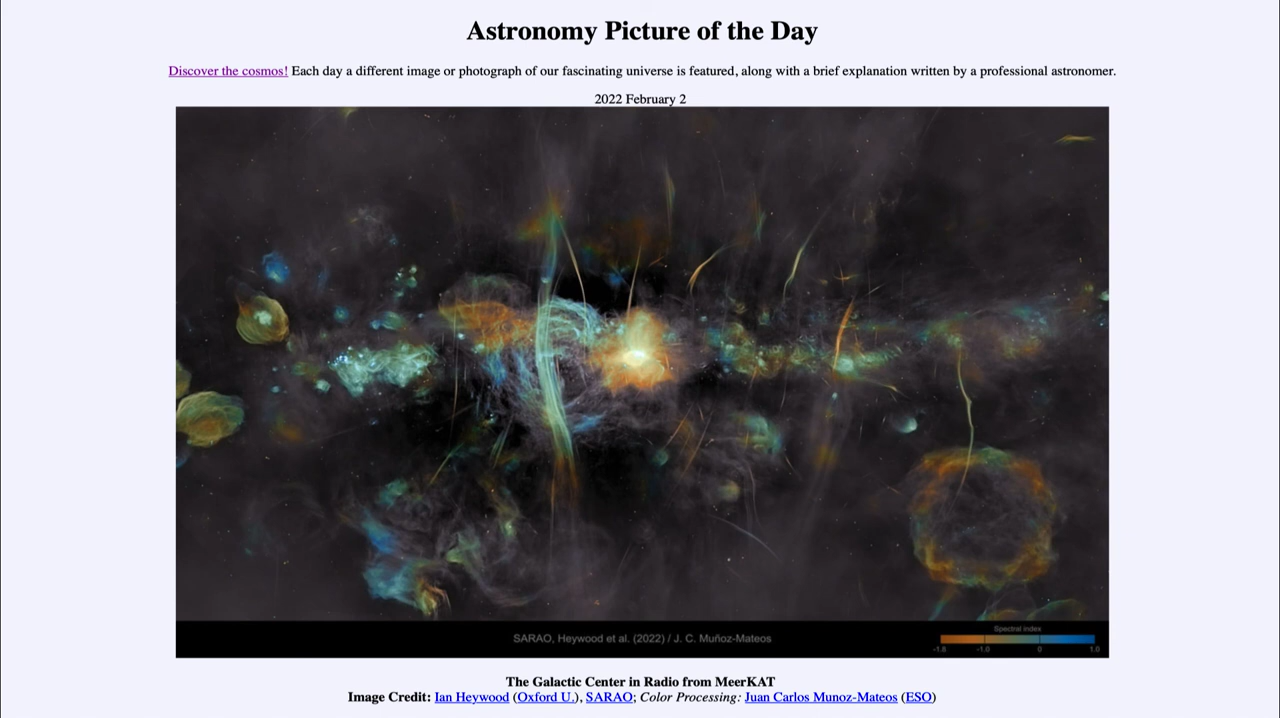 Astronomy Picture of the Day
Discover the cosmos! Each day a different image or photograph of our fascinating universe is featured, along with a brief explanation written by a professional astronomer.
2022 February 2
SARAO, Heywood et al. (2022) / J. C. Muñoz-Mateos
Spectral index
-1.8 -1.0 0 1.0
The Galactic Center in Radio from MeerKAT
Image Credit: Ian Heywood (Oxford U.), SARAO; Color Processing: Juan Carlos Munoz-Mateos (ESO)